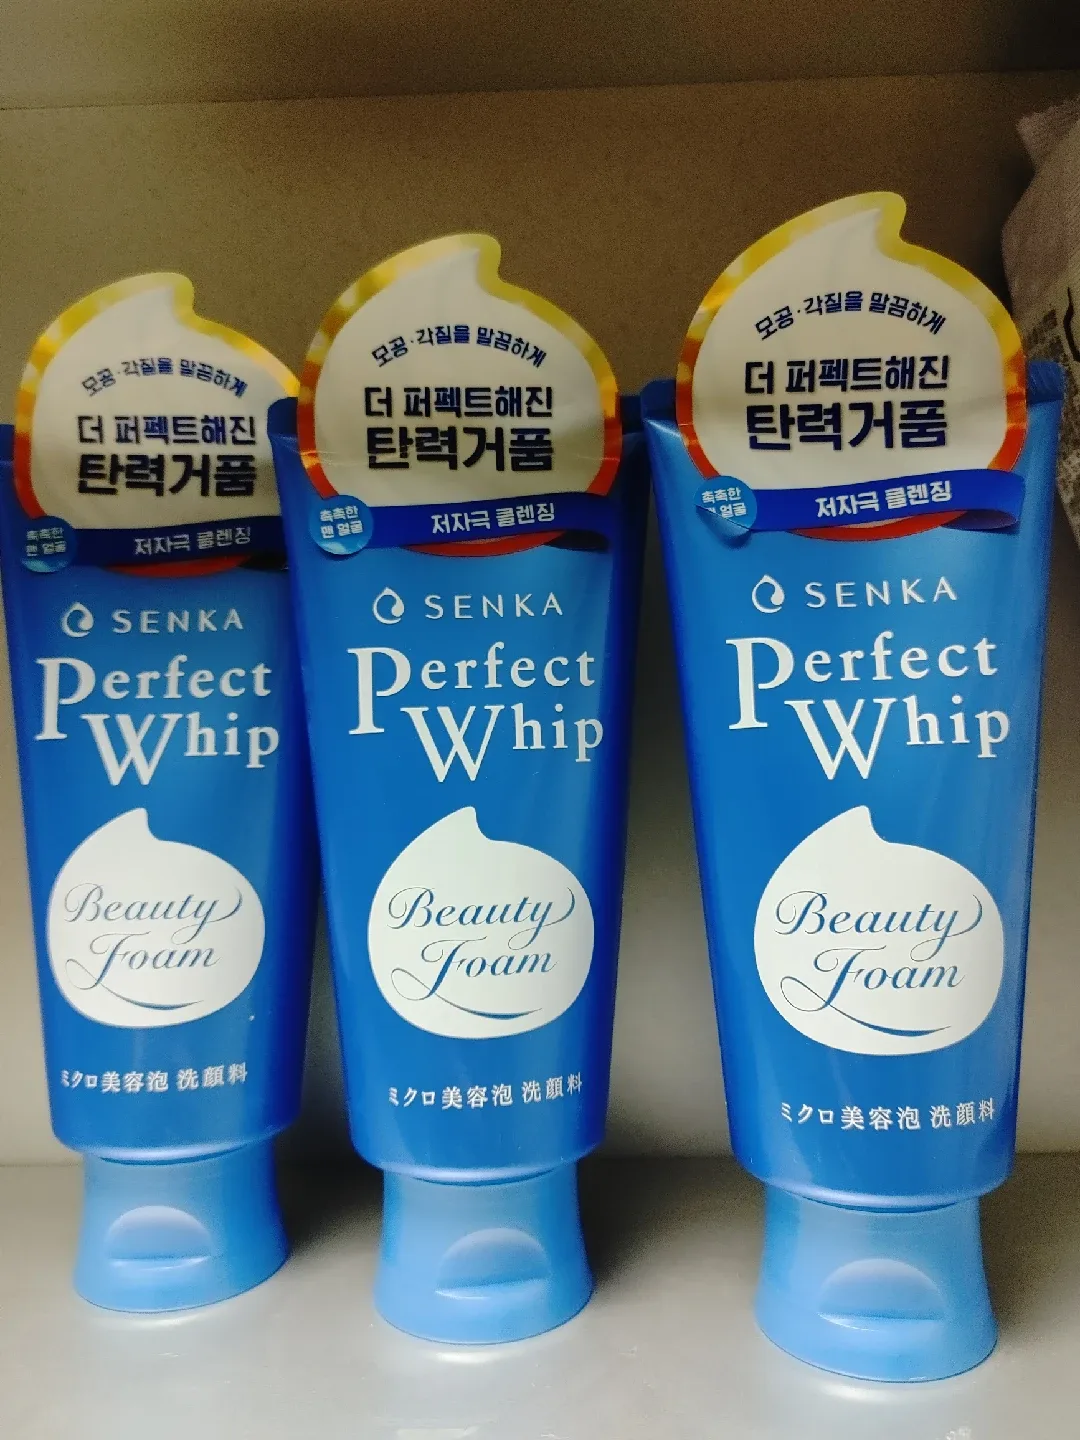 모공·각질을 말끔하게
더 퍼펙트해진
탄력거품
촉촉한
맨 얼굴
저자극 클렌징
SENKA
Perfect
Whip
Beauty
Foam
ミクロ美容泡 洗顔料
모공·각질을 말끔하게
더 퍼펙트해진
탄력거품
촉촉한
맨 얼굴
저자극 클렌징
SENKA
Perfect
Whip
Beauty
Foam
ミクロ美容泡 洗顔料
모공·각질을 말끔하게
더 퍼펙트해진
탄력거품
촉촉한
맨 얼굴
저자극 클렌징
SENKA
Perfect
Whip
Beauty
Foam
ミクロ美容泡 洗顔料